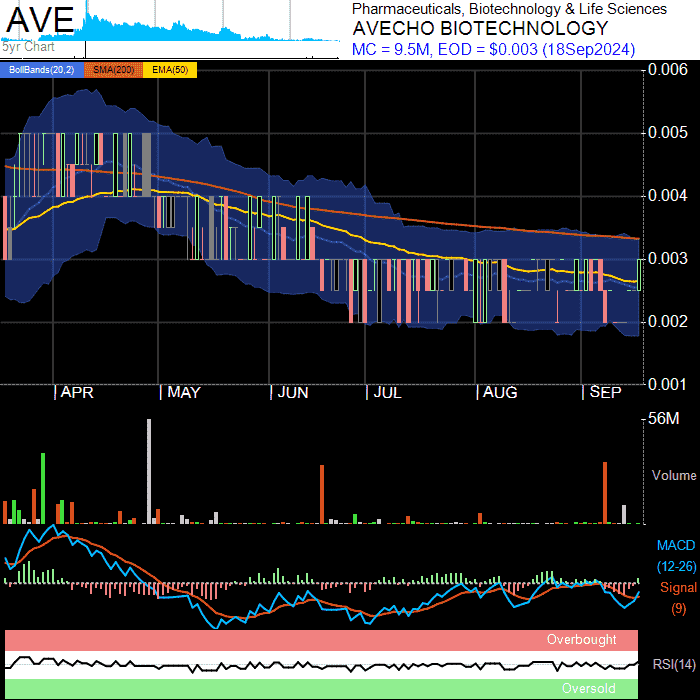 AVE
5yr Chart
Pharmaceuticals, Biotechnology & Life Sciences
AVECHO BIOTECHNOLOGY
MC = 9.5M, EOD = $0.003 (18Sep2024)
BollBands(20,2) SMA(200) EMA(50)
0.006
0.005
0.004
0.003
0.002
0.001
APR MAY JUN JUL AUG SEP
56M
Volume
MACD
(12-26)
Signal
(9)
Overbought
RSI(14)
Oversold